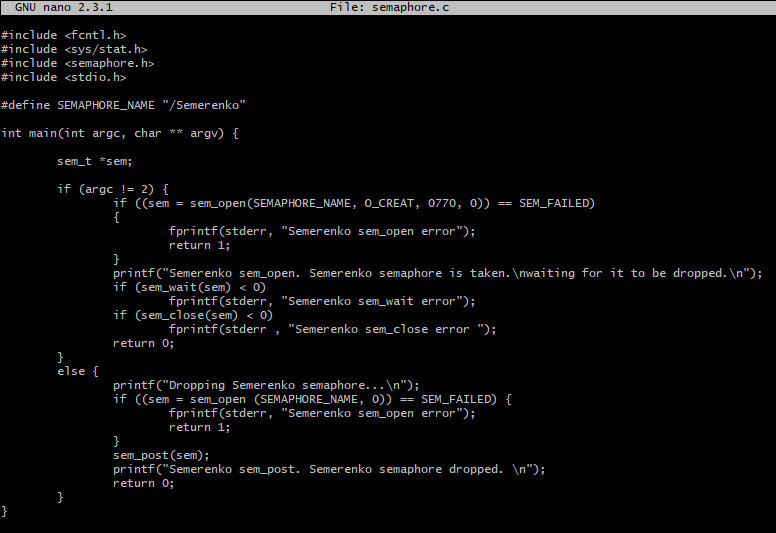 GNU nano 2.3.1 File: semaphore.c
#include <fcntl.h>
#include <sys/stat.h>
#include <semaphore.h>
#include <stdio.h>
#define SEMAPHORE_NAME "/Semerenko"
int main(int argc, char ** argv) {
sem_t *sem;
if (argc != 2) {
if ((sem = sem_open(SEMAPHORE_NAME, O_CREAT, 0770, 0)) == SEM_FAILED)
{
fprintf(stderr, "Semerenko sem_open error");
return 1;
}
printf("Semerenko sem_open. Semerenko semaphore is taken.\nwaiting for it to be dropped.\n");
if (sem_wait(sem) < 0)
fprintf(stderr, "Semerenko sem_wait error");
if (sem_close(sem) < 0)
fprintf(stderr , "Semerenko sem_close error ");
return 0;
}
else {
printf("Dropping Semerenko semaphore...\n");
if ((sem = sem_open (SEMAPHORE_NAME, 0)) == SEM_FAILED) {
fprintf(stderr, "Semerenko sem_open error");
return 1;
}
sem_post(sem);
printf("Semerenko sem_post. Semerenko semaphore dropped. \n");
return 0;
}
}